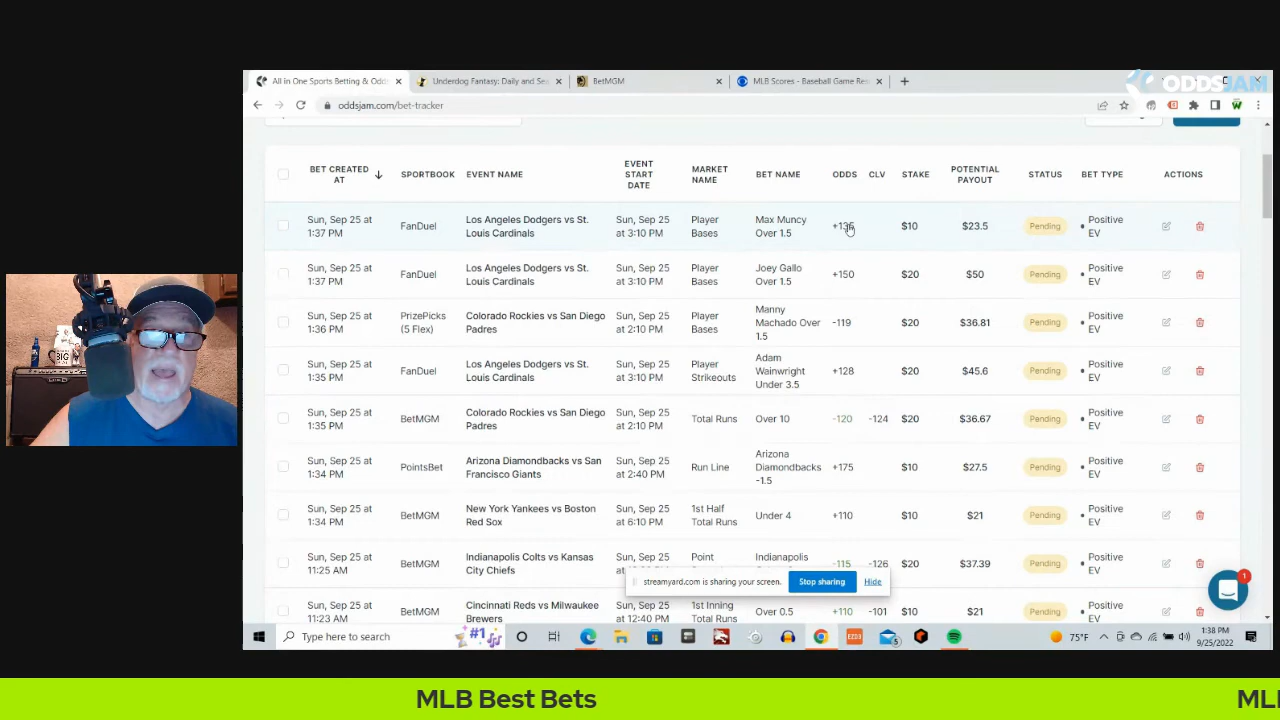 All in One Sports Betting & Odds
Underdog Fantasy: Daily and Sea
BetMGM
MLB Scores - Baseball Game Res
ODDSJAM
oddsjam.com/bet-tracker
BET CREATED AT
SPORTBOOK
EVENT NAME
EVENT START DATE
MARKET NAME
BET NAME
ODDS
CLV
STAKE
POTENTIAL PAYOUT
STATUS
BET TYPE
ACTIONS
Sun, Sep 25 at 1:37 PM FanDuel Los Angeles Dodgers vs St. Louis Cardinals Sun, Sep 25 at 3:10 PM Player Bases Max Muncy Over 1.5 +135 $10 $23.5 Pending • Positive EV
Sun, Sep 25 at 1:37 PM FanDuel Los Angeles Dodgers vs St. Louis Cardinals Sun, Sep 25 at 3:10 PM Player Bases Joey Gallo Over 1.5 +150 $20 $50 Pending • Positive EV
Sun, Sep 25 at 1:36 PM PrizePicks (5 Flex) Colorado Rockies vs San Diego Padres Sun, Sep 25 at 2:10 PM Player Bases Manny Machado Over 1.5 -119 $20 $36.81 Pending • Positive EV
Sun, Sep 25 at 1:35 PM FanDuel Los Angeles Dodgers vs St. Louis Cardinals Sun, Sep 25 at 3:10 PM Player Strikeouts Adam Wainwright Under 3.5 +128 $20 $45.6 Pending • Positive EV
Sun, Sep 25 at 1:35 PM BetMGM Colorado Rockies vs San Diego Padres Sun, Sep 25 at 2:10 PM Total Runs Over 10 -120 -124 $20 $36.67 Pending • Positive EV
Sun, Sep 25 at 1:34 PM PointsBet Arizona Diamondbacks vs San Francisco Giants Sun, Sep 25 at 2:40 PM Run Line Arizona Diamondbacks -1.5 +175 $10 $27.5 Pending • Positive EV
Sun, Sep 25 at 1:34 PM BetMGM New York Yankees vs Boston Red Sox Sun, Sep 25 at 6:10 PM 1st Half Total Runs Under 4 +110 $10 $21 Pending • Positive EV
Sun, Sep 25 at 11:25 AM BetMGM Indianapolis Colts vs Kansas City Chiefs Sun, Sep 25 Point Indianapolis -115 -126 $20 $37.39 Pending • Positive EV
Sun, Sep 25 at 11:23 AM BetMGM Cincinnati Reds vs Milwaukee Brewers Sun, Sep 25 at 12:40 PM 1st Inning Total Runs Over 0.5 +110 -101 $10 $21 Pending • Positive EV
streamyard.com is sharing your screen.
Stop sharing
Hide
1
BIG
Type here to search
#1
5
75°F
1:38 PM
9/25/2022
MLB Best Bets
ML